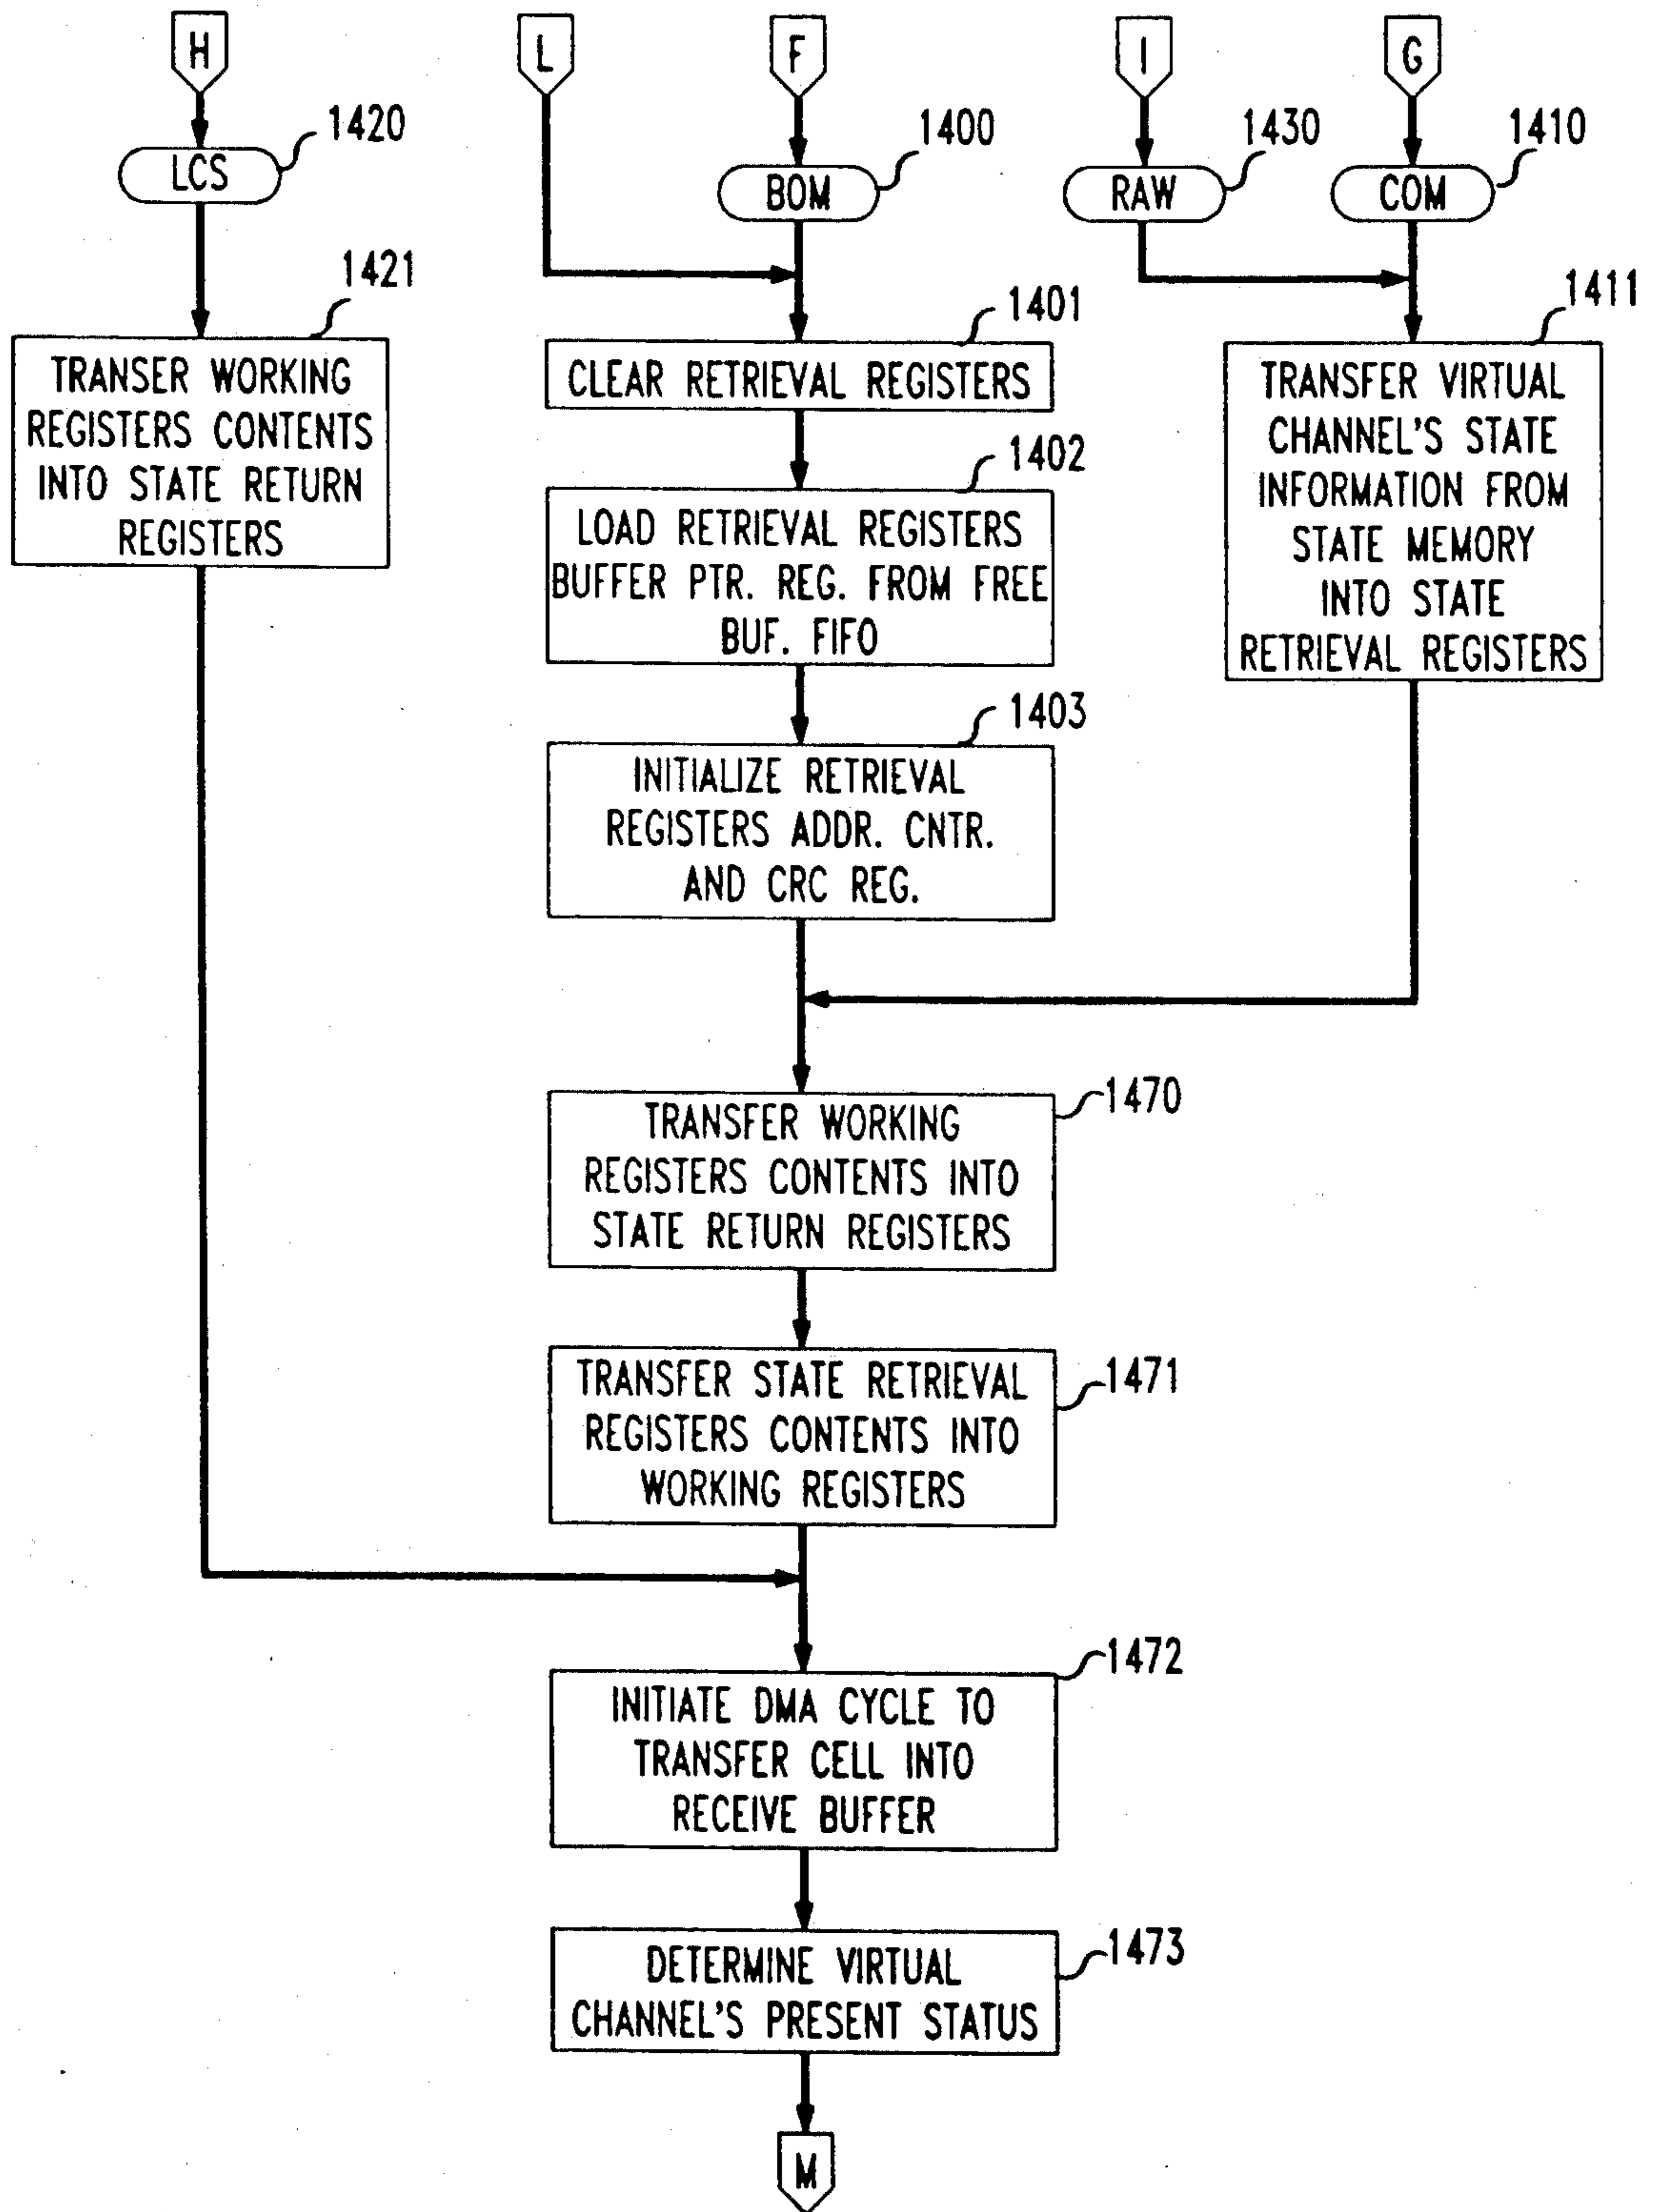 H
L
F
I
G
1420
1400
1430
1410
LCS
BOM
RAW
COM
1421
1401
1411
TRANSER WORKING
REGISTERS CONTENTS
INTO STATE RETURN
REGISTERS
CLEAR RETRIEVAL REGISTERS
TRANSFER VIRTUAL
CHANNEL'S STATE
INFORMATION FROM
STATE MEMORY
INTO STATE
RETRIEVAL REGISTERS
1402
LOAD RETRIEVAL REGISTERS
BUFFER PTR. REG. FROM FREE
BUF. FIFO
1403
INITIALIZE RETRIEVAL
REGISTERS ADDR. CNTR.
AND CRC REG.
1470
TRANSFER WORKING
REGISTERS CONTENTS INTO
STATE RETURN REGISTERS
1471
TRANSFER STATE RETRIEVAL
REGISTERS CONTENTS INTO
WORKING REGISTERS
1472
INITIATE DMA CYCLE TO
TRANSFER CELL INTO
RECEIVE BUFFER
1473
DETERMINE VIRTUAL
CHANNEL'S PRESENT STATUS
M